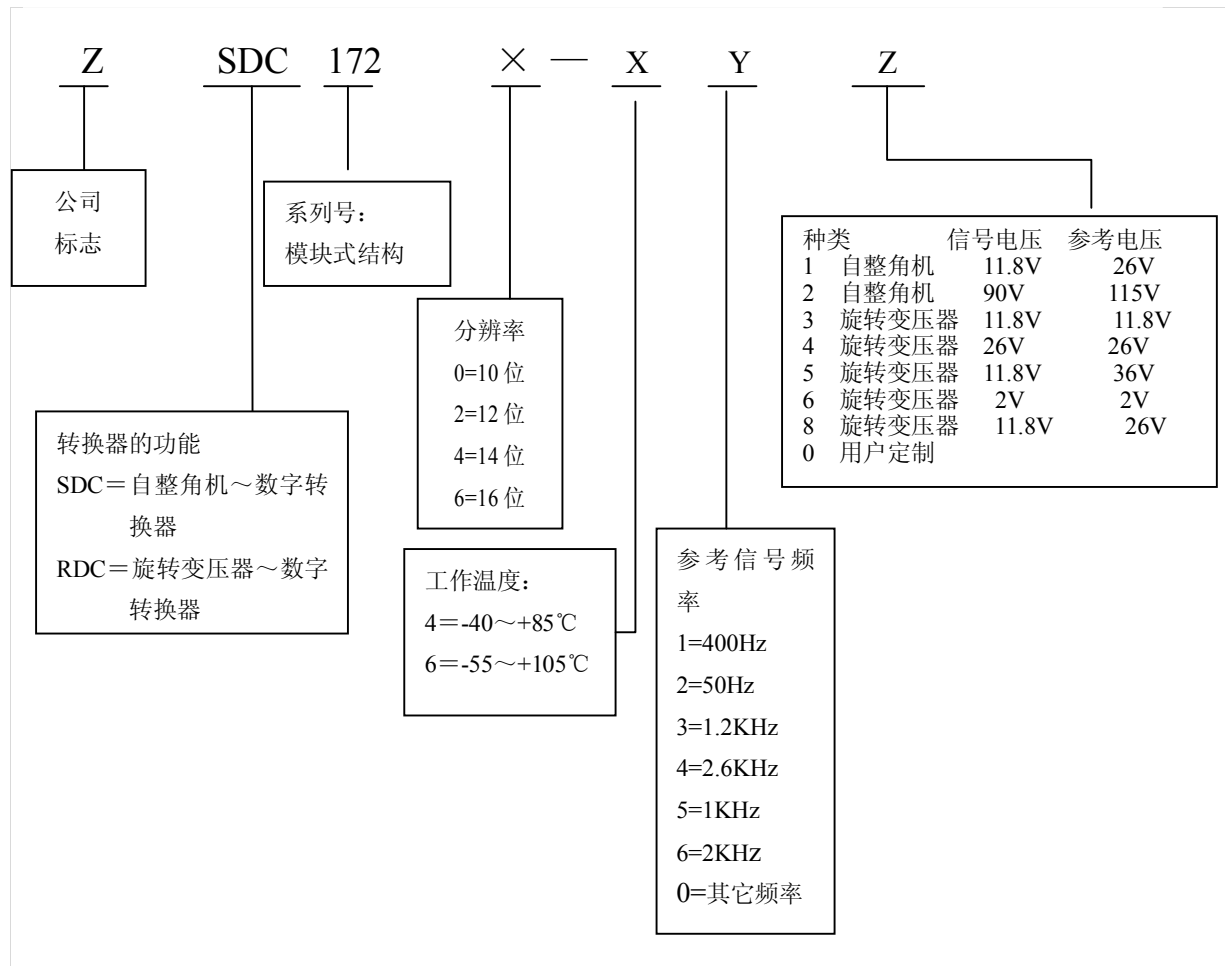 Z SDC 172 × — X Y Z
公司
标志
系列号：
模块式结构
种类 信号电压 参考电压
1 自整角机 11.8V 26V
2 自整角机 90V 115V
3 旋转变压器 11.8V 11.8V
4 旋转变压器 26V 26V
5 旋转变压器 11.8V 36V
6 旋转变压器 2V 2V
8 旋转变压器 11.8V 26V
0 用户定制
分辨率
0=10 位
2=12 位
4=14 位
6=16 位
转换器的功能
SDC＝自整角机～数字转
换器
RDC＝旋转变压器～数字
转换器
工作温度：
4＝-40～+85℃
6＝-55～+105℃
参考信号频
率
1=400Hz
2=50Hz
3=1.2KHz
4=2.6KHz
5=1KHz
6=2KHz
0=其它频率